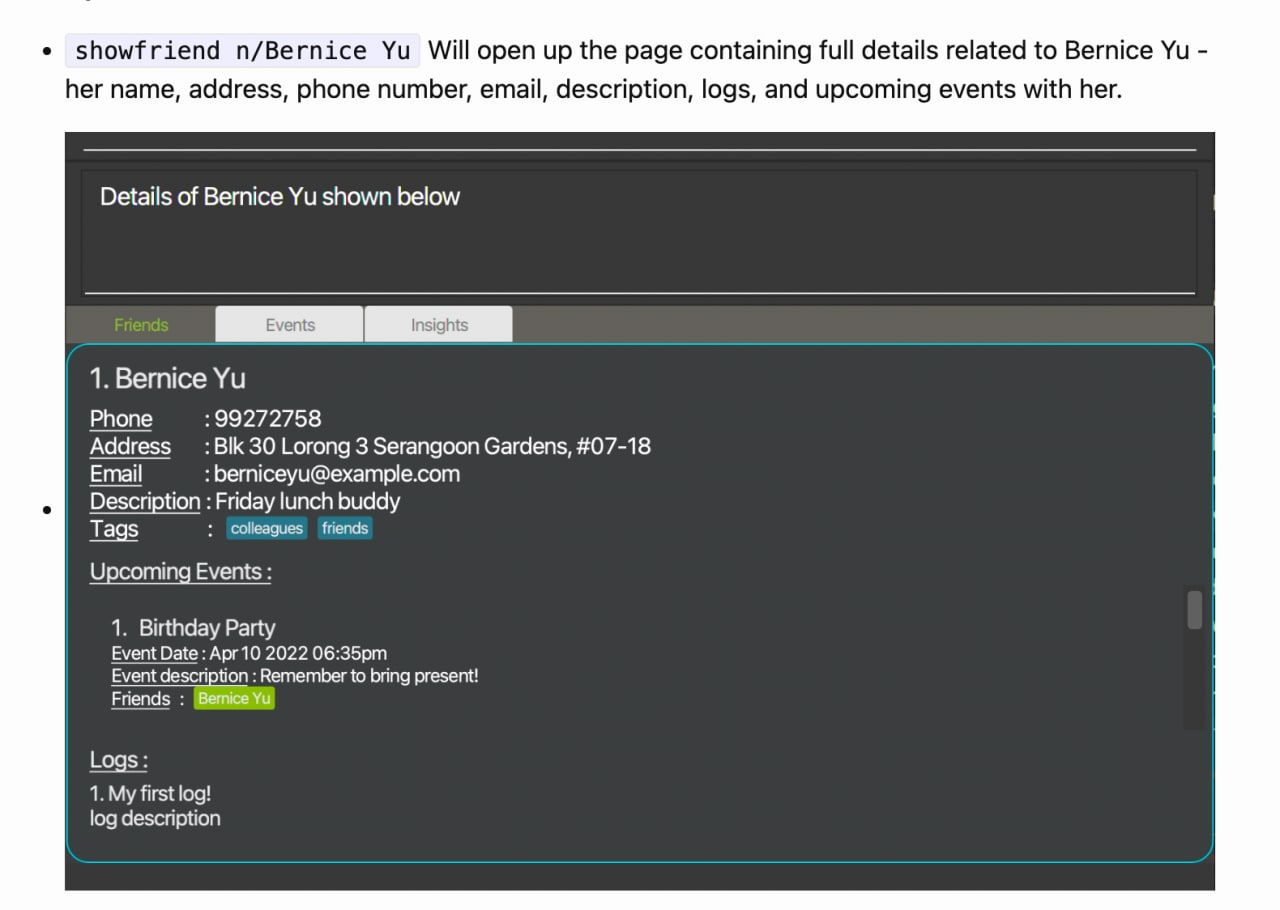 showfriend n/Bernice Yu Will open up the page containing full details related to Bernice Yu -
her name, address, phone number, email, description, logs, and upcoming events with her.
Details of Bernice Yu shown below
Friends Events Insights
1. Bernice Yu
Phone : 99272758
Address : Blk 30 Lorong 3 Serangoon Gardens, #07-18
Email : berniceyu@example.com
Description : Friday lunch buddy
Tags : colleagues friends
Upcoming Events :
1. Birthday Party
Event Date : Apr 10 2022 06:35pm
Event description : Remember to bring present!
Friends : Bernice Yu
Logs :
1. My first log!
log description